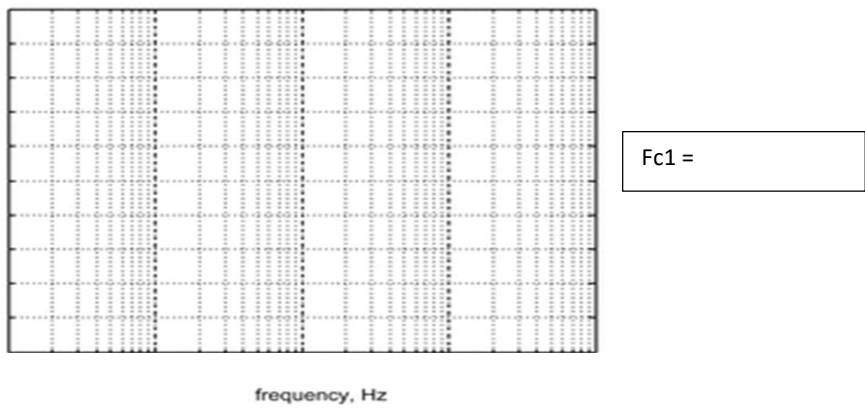 Fc1 =
frequency, Hz